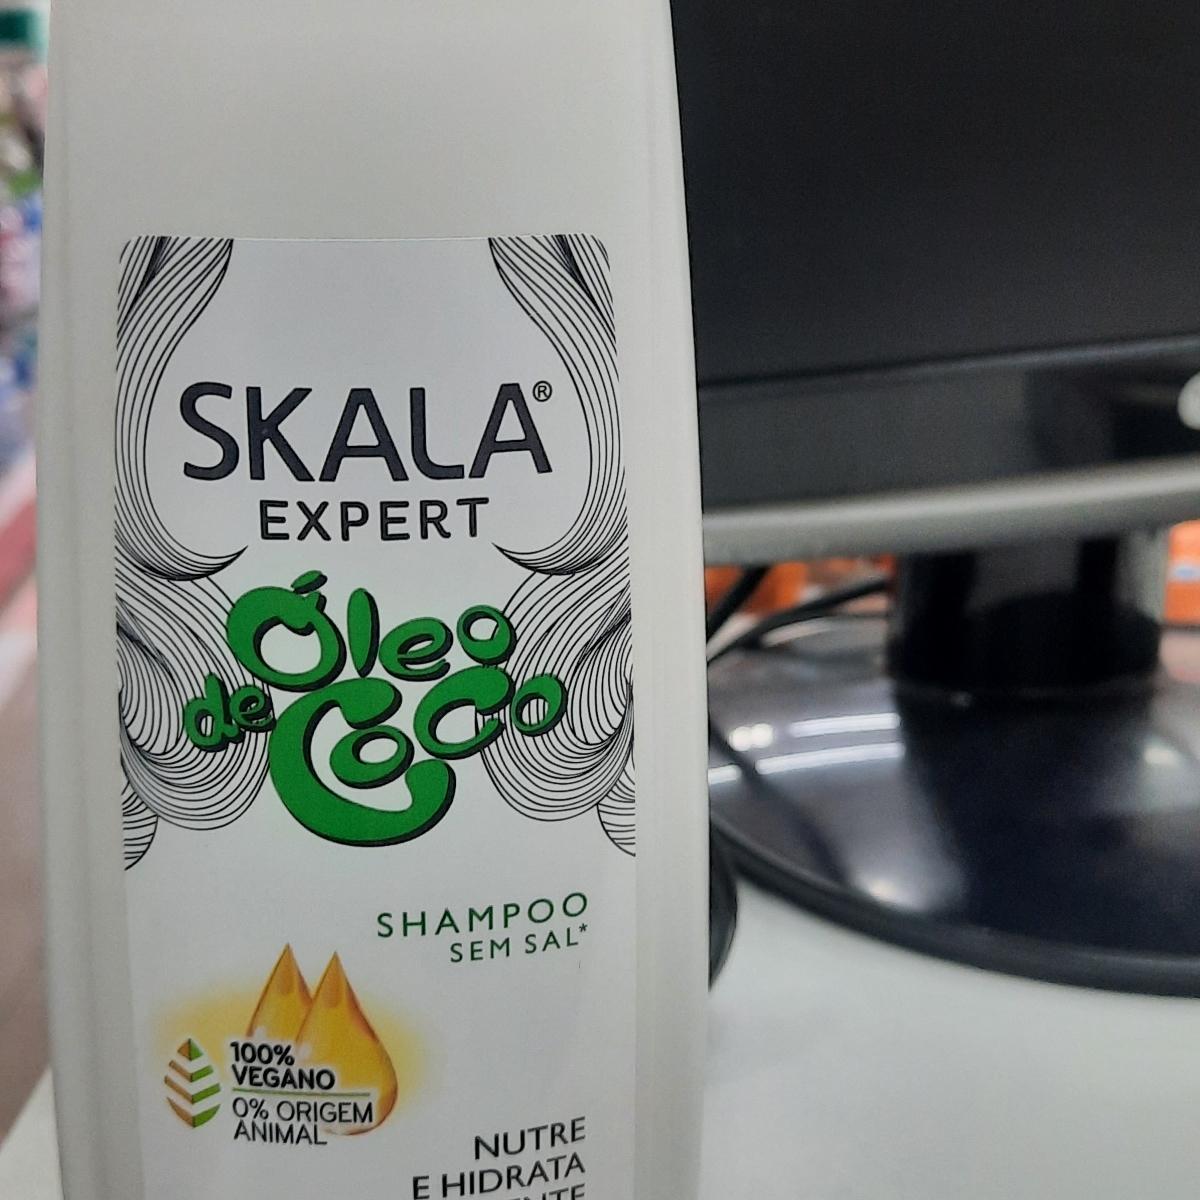 SKALA®
EXPERT
Óleo
de Coco
SHAMPOO
SEM SAL*
100%
VEGANO
0% ORIGEM
ANIMAL
NUTRE
E HIDRATA